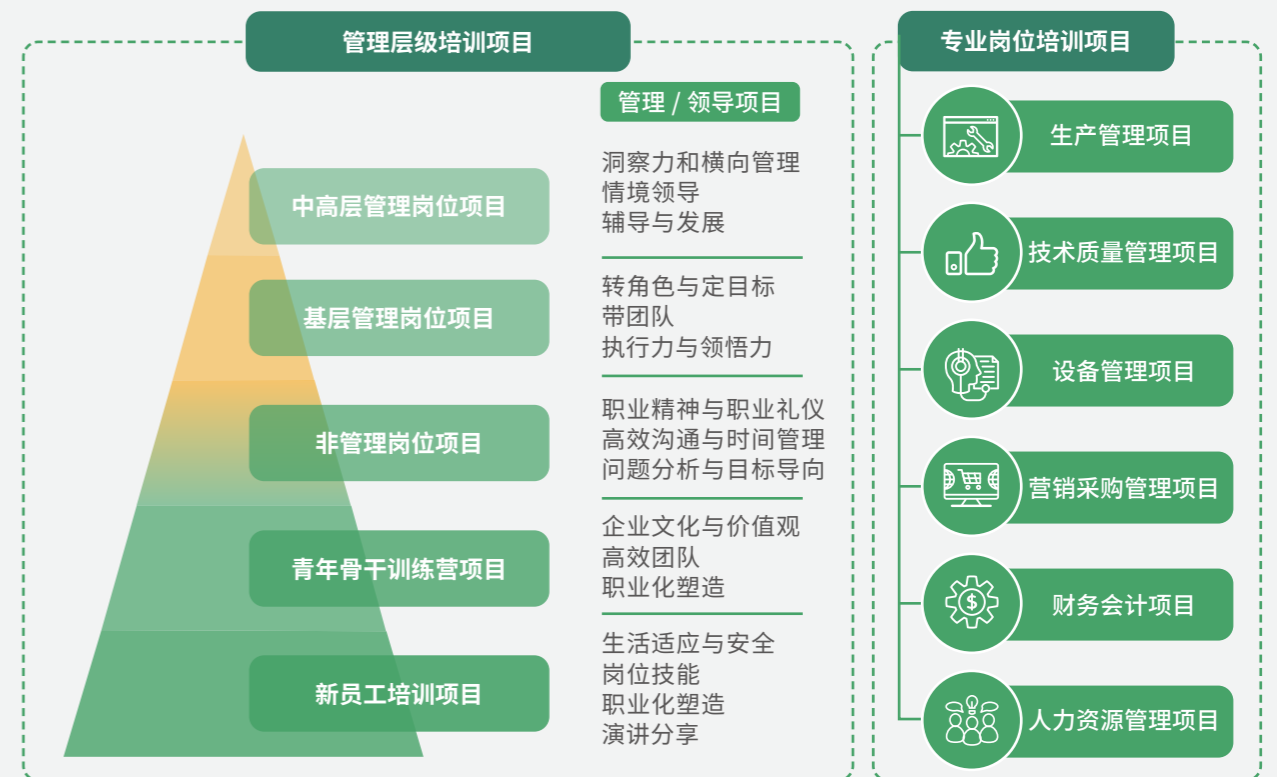 管理层级培训项目
管理 / 领导项目
中高层管理岗位项目
洞察力和横向管理
情境领导
辅导与发展
基层管理岗位项目
转角色与定目标
带团队
执行力与领悟力
非管理岗位项目
职业精神与职业礼仪
高效沟通与时间管理
问题分析与目标导向
青年骨干训练营项目
企业文化与价值观
高效团队
职业化塑造
新员工培训项目
生活适应与安全
岗位技能
职业化塑造
演讲分享
专业岗位培训项目
生产管理项目
技术质量管理项目
设备管理项目
营销采购管理项目
$
财务会计项目
人力资源管理项目